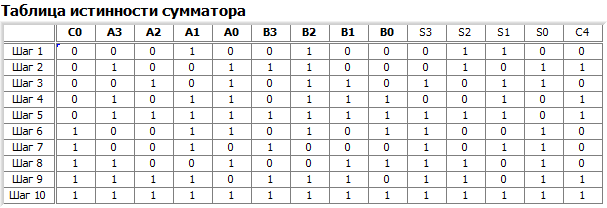 Таблица истинности сумматора
C0 A3 A2 A1 A0 B3 B2 B1 B0 S3 S2 S1 S0 C4
Шаг 1 0 0 0 1 0 0 1 0 0 0 1 1 0 0
Шаг 2 0 1 0 0 1 1 1 0 0 0 1 0 1 1
Шаг 3 0 0 1 0 1 0 1 1 0 1 0 1 1 0
Шаг 4 0 1 0 1 1 0 1 1 1 0 0 1 0 1
Шаг 5 0 1 1 1 1 1 1 1 1 1 1 1 0 1
Шаг 6 1 0 0 1 1 0 1 0 1 1 0 0 1 0
Шаг 7 1 0 0 1 0 1 0 0 0 1 0 1 1 0
Шаг 8 1 1 0 0 1 0 0 1 1 1 1 0 1 0
Шаг 9 1 1 1 1 0 1 1 1 0 1 1 0 1 1
Шаг 10 1 1 1 1 1 1 1 1 1 1 1 1 1 1